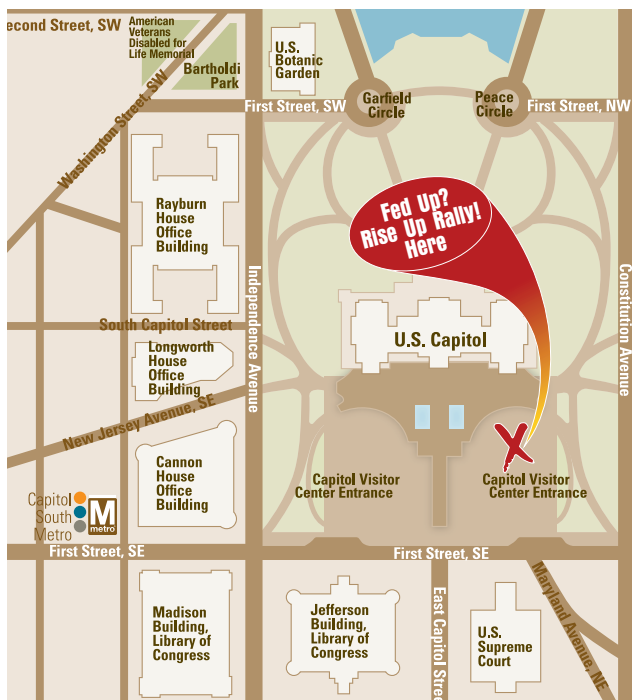 econd Street, SW
American
Veterans
Disabled for
Life Memorial
Bartholdi
Park
U.S.
Botanic
Garden
Washington Street, SW
First Street, SW
Garfield
Circle
Peace
Circle
First Street, NW
Rayburn
House
Office
Building
Fed Up?
Rise Up Rally!
Here
Independence Avenue
Constitution Avenue
South Capitol Street
U.S. Capitol
Longworth
House
Office
Building
New Jersey Avenue, SE
Cannon
House
Office
Building
Capitol Visitor
Center Entrance
X
Capitol Visitor
Center Entrance
Capitol
South
Metro
M
metro
First Street, SE
First Street, SE
Madison
Building,
Library of
Congress
Jefferson
Building,
Library of
Congress
East Capitol Stree
U.S.
Supreme
Court
Maryland Avenue, NE